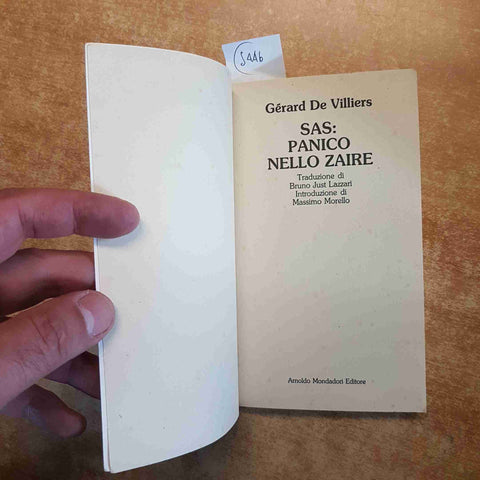 S446
Gérard De Villiers
SAS:
PANICO
NELLO ZAIRE
Traduzione di
Bruno Just Lazzari
Introduzione di
Massimo Morello
Arnoldo Mondadori Editore